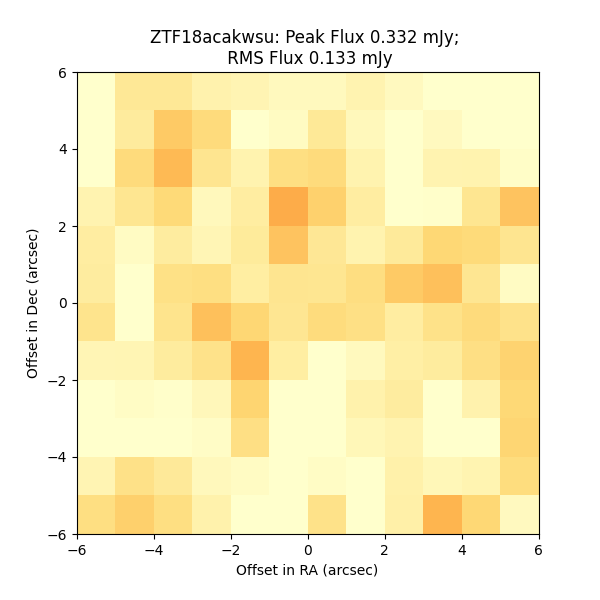 ZTF18acakwsu: Peak Flux 0.332 mJy;
RMS Flux 0.133 mJy
6
4
2
0
−2
−4
−6
Offset in Dec (arcsec)
−6 −4 −2 0 2 4 6
Offset in RA (arcsec)